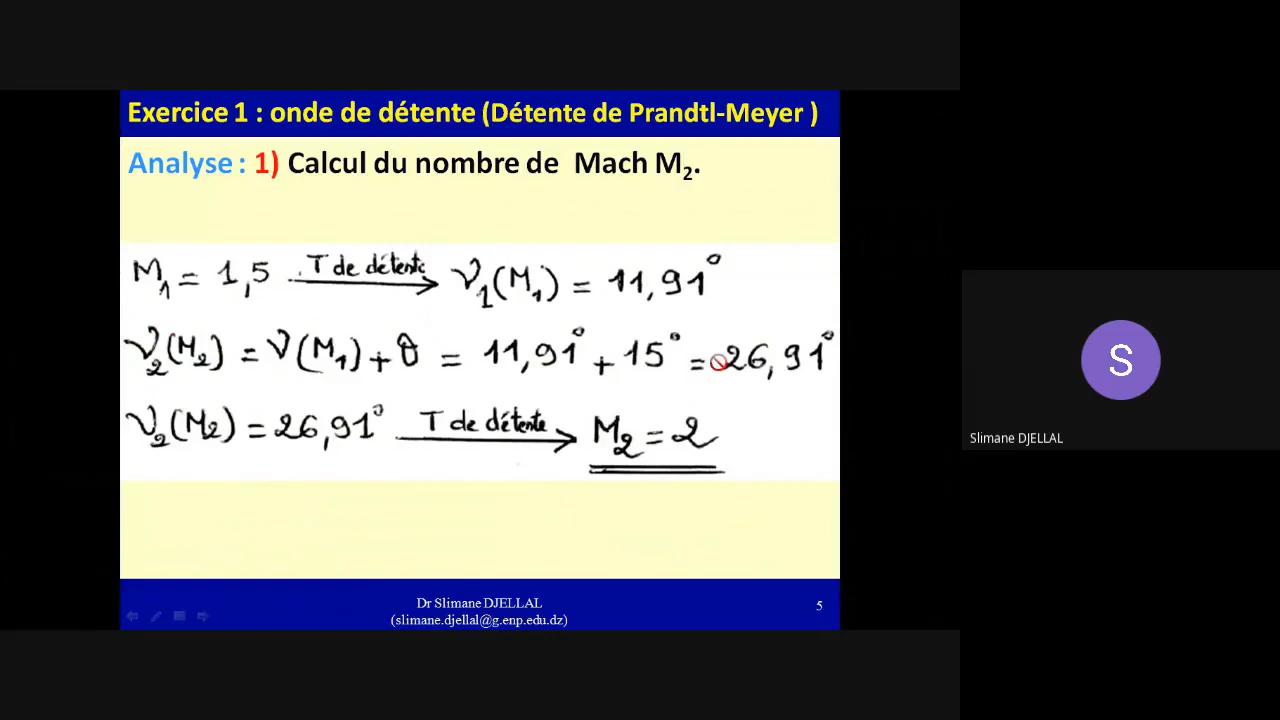 Exercice 1 : onde de détente (Détente de Prandtl-Meyer )
Analyse : 1) Calcul du nombre de Mach M₂.
M₁ = 1,5 T de détente → ν₁(M₁) = 11,91°
ν₂(M₂) = ν(M₁) + θ = 11,91° + 15° = 26,91°
ν₂(M₂) = 26,91° T de détente → M₂ = 2
S
Slimane DJELLAL
Dr Slimane DJELLAL
(slimane.djellal@g.enp.edu.dz)
5